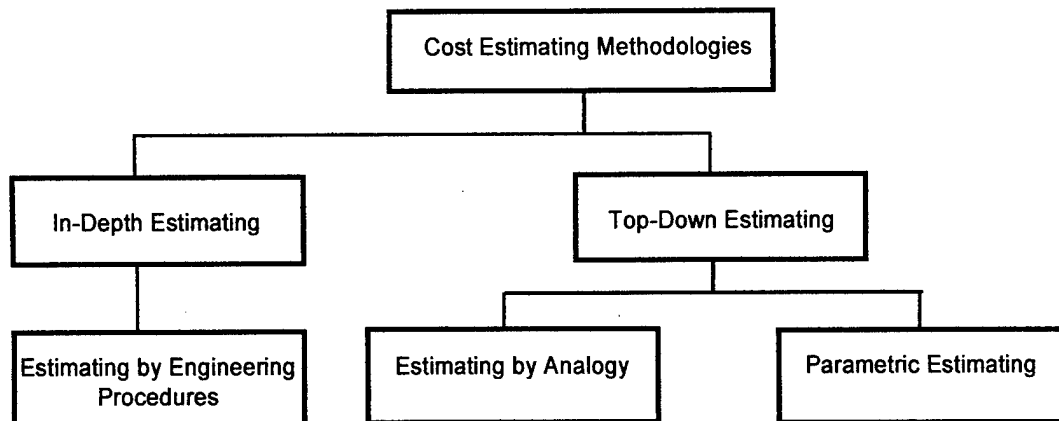 Cost Estimating Methodologies
In-Depth Estimating
Top-Down Estimating
Estimating by Engineering
Procedures
Estimating by Analogy
Parametric Estimating